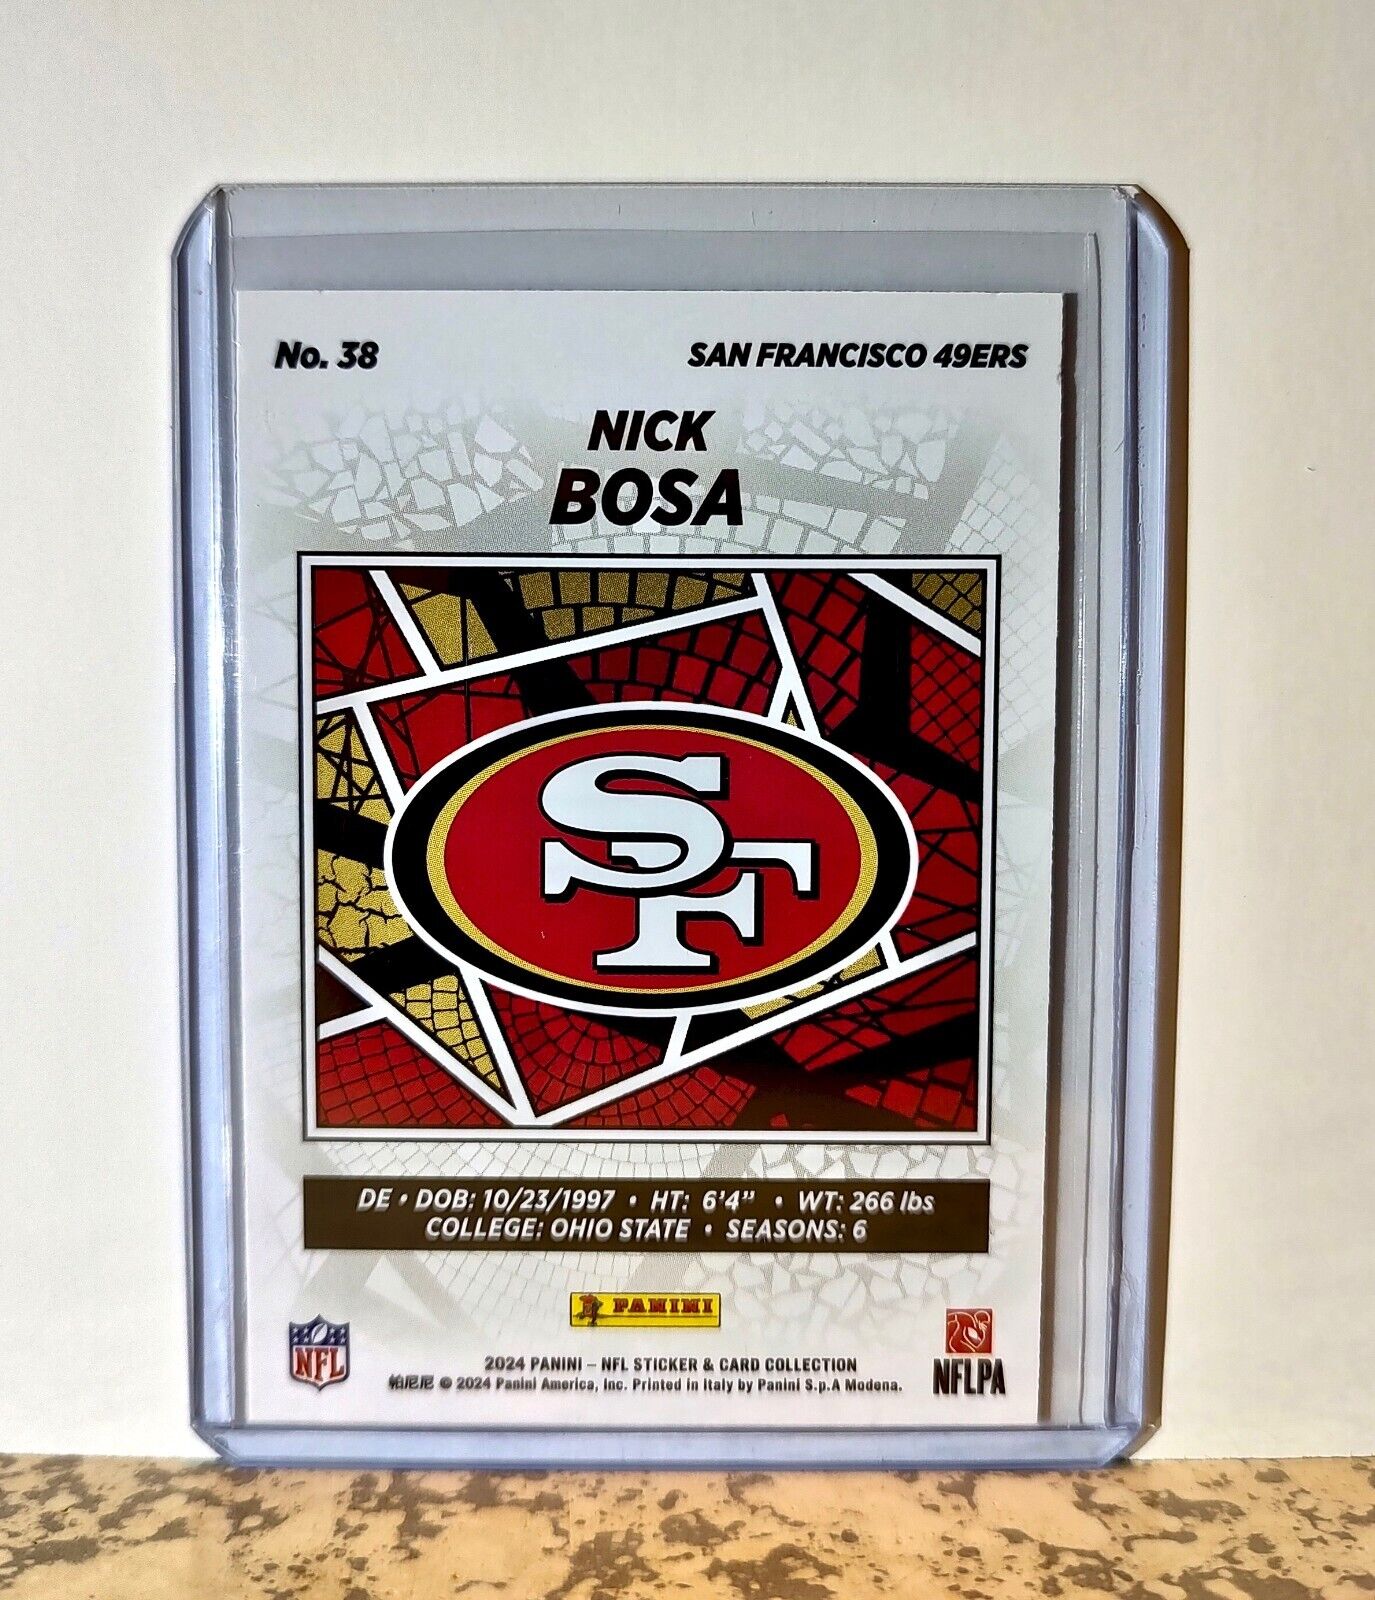 No. 38
SAN FRANCISCO 49ERS
NICK
BOSA
SF
DE • DOB: 10/23/1997 • HT: 6'4" • WT: 266 lbs
COLLEGE: OHIO STATE • SEASONS: 6
PANINI
NFL
NFLPA
2024 PANINI – NFL STICKER & CARD COLLECTION
帕尼尼 © 2024 Panini America, Inc. Printed in Italy by Panini S.p.A Modena.